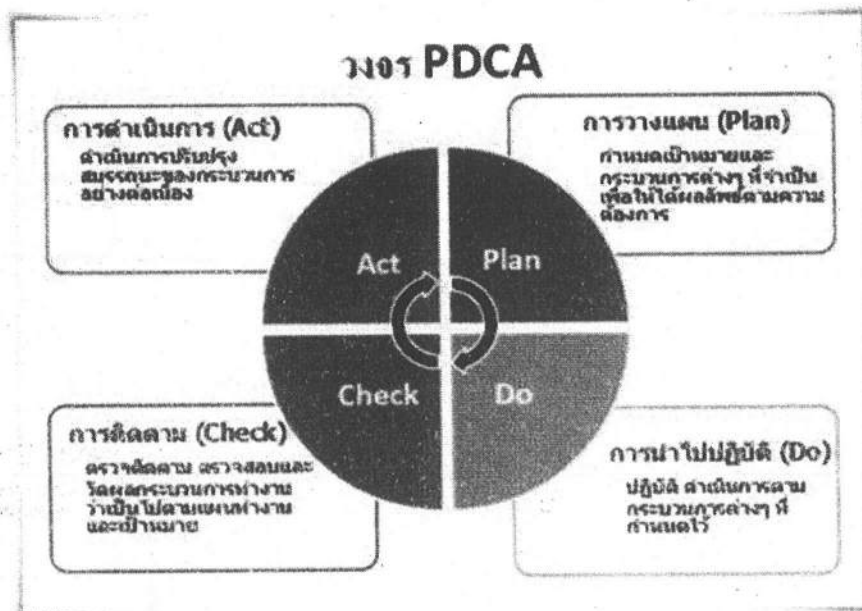 วงจร PDCA
การดำเนินการ (Act)
ดำเนินการปรับปรุง
สมรรถนะของกระบวนการ
อย่างต่อเนื่อง
การวางแผน (Plan)
กำหนดเป้าหมายและ
กระบวนการต่างๆ ที่จำเป็น
เพื่อให้ได้ผลลัพธ์ตามความ
ต้องการ
Act
Plan
Check
Do
การติดตาม (Check)
ตรวจติดตาม ตรวจสอบและ
วัดผลกระบวนการทำงาน
ว่าเป็นไปตามแผนทำงาน
และเป้าหมาย
การนำไปปฏิบัติ (Do)
ปฏิบัติ ดำเนินการตาม
กระบวนการต่างๆ ที่
กำหนดไว้